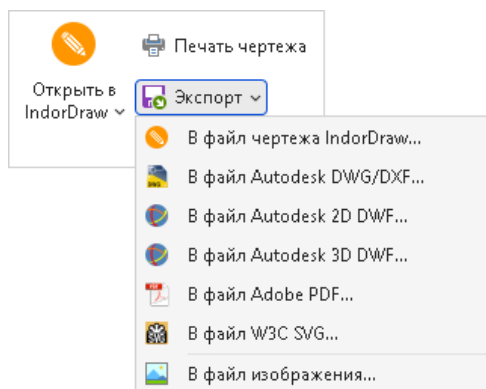 Печать чертежа
Открыть в
IndorDraw
Экспорт
В файл чертежа IndorDraw...
В файл Autodesk DWG/DXF...
В файл Autodesk 2D DWF...
В файл Autodesk 3D DWF...
В файл Adobe PDF...
В файл W3C SVG...
В файл изображения...